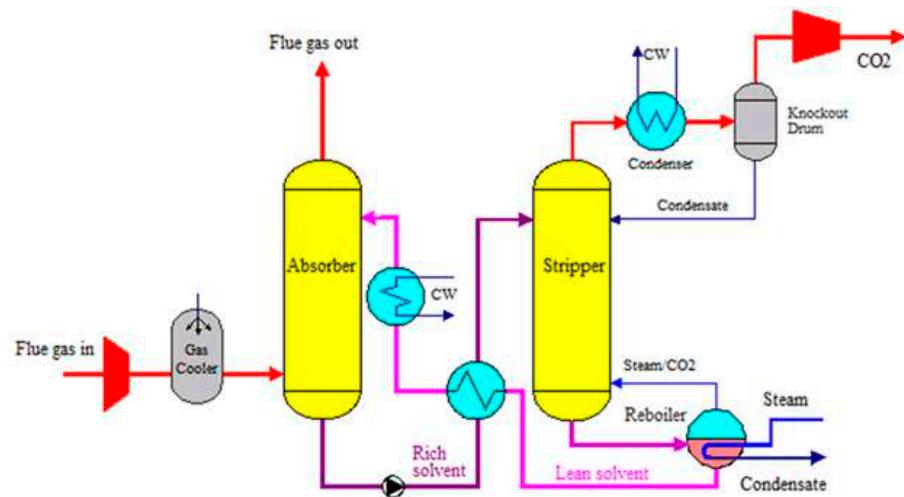 Flue gas out
CW
CO2
Knockout
Drum
Condenser
Condensate
Absorber
Stripper
CW
Flue gas in
Gas
Cooler
Steam/CO2
Reboiler
Steam
Rich
solvent
Lean solvent
Condensate